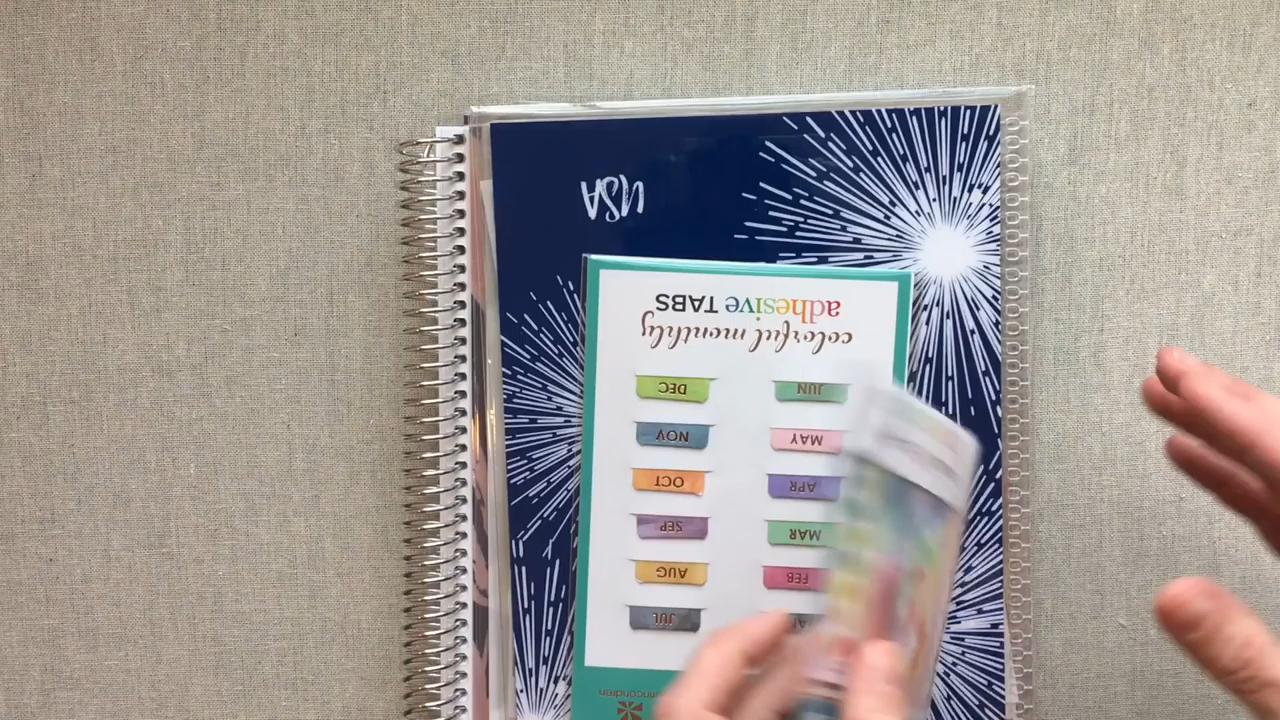 USA
colorful monthly
adhesive TABS
JUN
DEC
MAY
NOV
APR
OCT
MAR
SEP
FEB
AUG
JUL